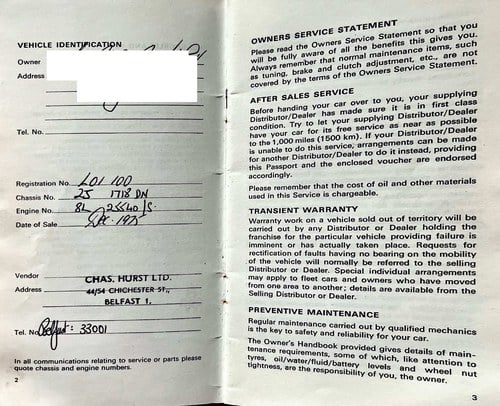 VEHICLE IDENTIFICATION
Owner
Address
Tel. No.
Registration No. LOI 100
Chassis No. 25 1718 DN
Engine No. 84 25540/S.
Date of Sale Dec. 1975
Vendor CHAS. HURST LTD.
Address 44/54 CHICHESTER ST.,
BELFAST 1.
Tel. No. Belfast: 33001
In all communications relating to service or parts please
quote chassis and engine numbers.
2
OWNERS SERVICE STATEMENT
Please read the Owners Service Statement so that you
will be fully aware of all the benefits this gives you.
Always remember that normal maintenance items, such
as tuning, brake and clutch adjustment, etc., are not
covered by the terms of the Owners Service Statement.
AFTER SALES SERVICE
Before handing your car over to you, your supplying
Distributor/Dealer has made sure it is in first class
condition. Try to let your supplying Distributor/Dealer
have your car for its free service as near as possible
to the 1,000 miles (1500 km). If your Distributor/Dealer
is unable to do this service, arrangements can be made
for another Distributor/Dealer to do it instead, providing
this Passport and the enclosed voucher are endorsed
accordingly.
Please remember that the cost of oil and other materials
used in this Service is chargeable.
TRANSIENT WARRANTY
Warranty work on a vehicle sold out of territory will be
carried out by any Distributor or Dealer holding the
franchise for the particular vehicle providing failure is
imminent or has actually taken place. Requests for
rectification of faults having no bearing on the mobility
of the vehicle will normally be referred to the selling
Distributor or Dealer. Special individual arrangements
may apply to fleet cars and owners who have moved
from one area to another; details are available from the
Selling Distributor or Dealer.
PREVENTIVE MAINTENANCE
Regular maintenance carried out by qualified mechanics
is the key to safety and reliability for your car.
The Owner's Handbook provided gives details of main-
tenance requirements, some of which, like attention to
tyres, oil/water/fluid/battery levels and wheel nut
tightness, are the responsibility of you, the owner.
3